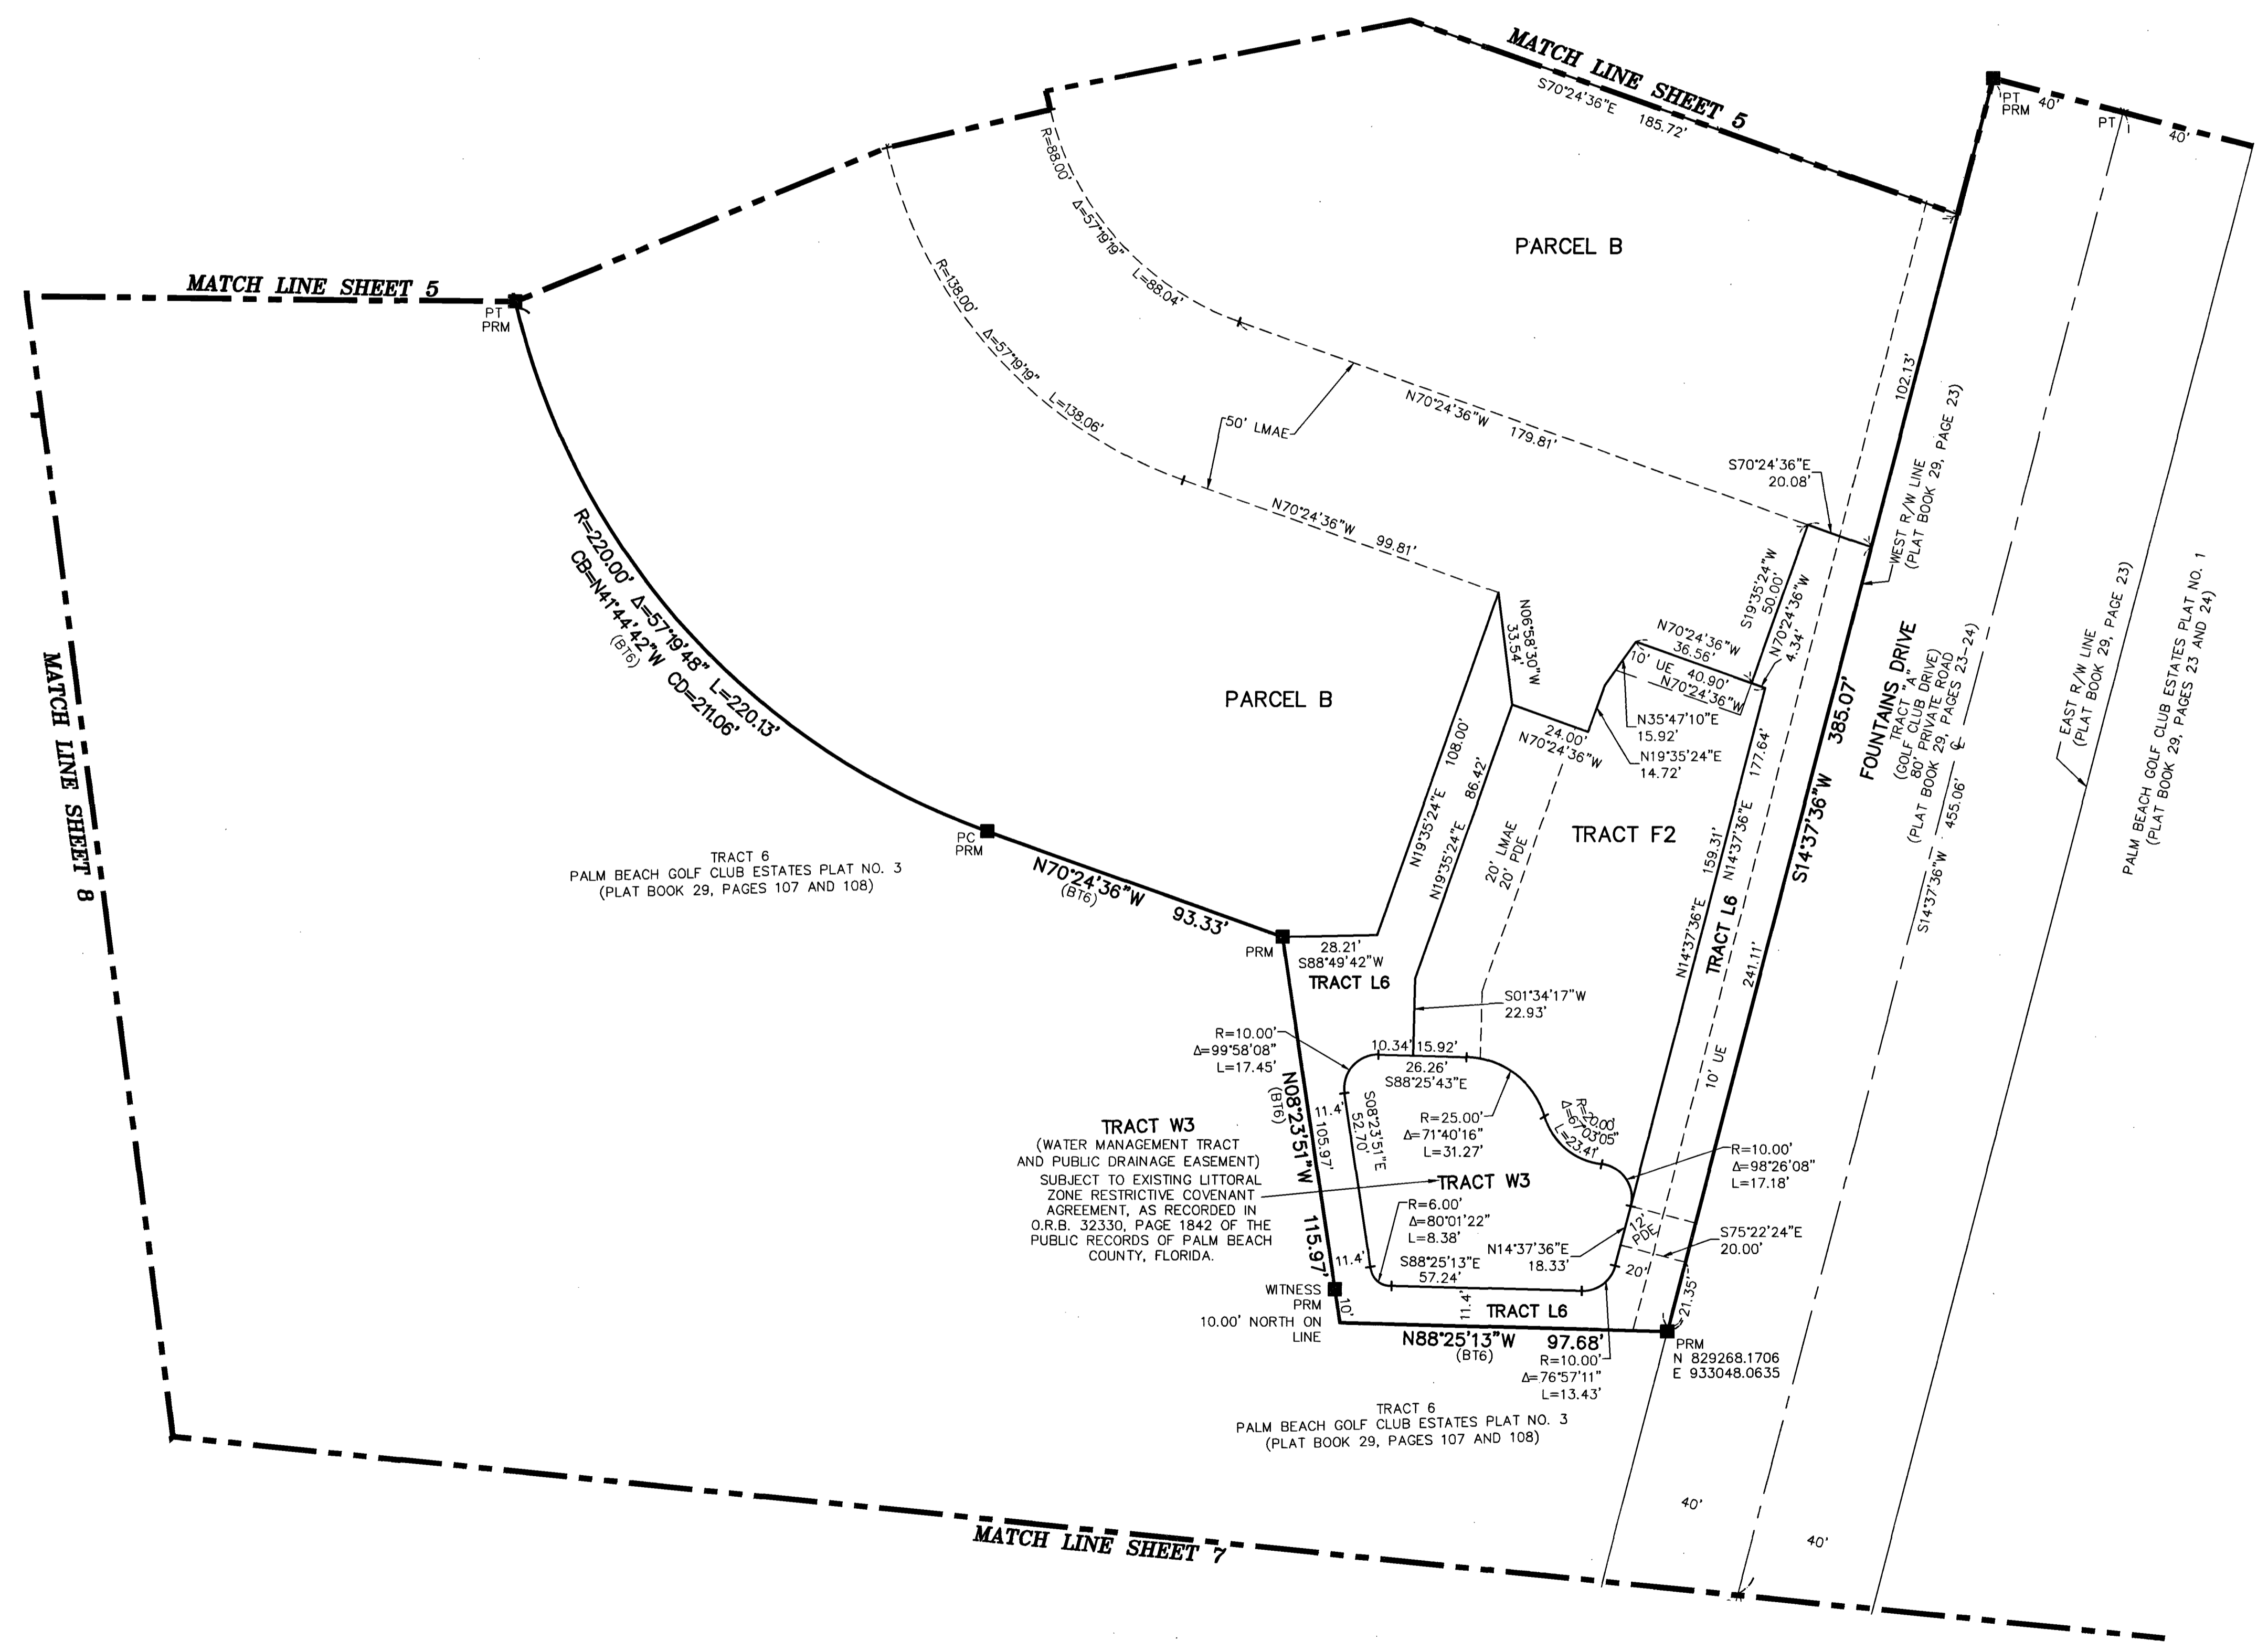 MATCH LINE SHEET 5
S70°24'36"E 185.72'
PT
PRM
40'
PT
40'
MATCH LINE SHEET 5
PT
PRM
R=88.00'
Δ=57°19'19"
L=88.04'
PARCEL B
R=138.00'
Δ=57°19'19"
L=138.06'
50' LMAE
N70°24'36"W 179.81'
N70°24'36"W 99.81'
102.13'
WEST R/W LINE
(PLAT BOOK 29, PAGE 23)
S70°24'36"E
20.08'
R=220.00' Δ=57°19'48" L=220.13'
CB=N41°44'42"W CD=211.06'
(BT6)
MATCH LINE SHEET 8
S19°35'24"W
50.00'
N70°24'36"W
4.34'
N06°58'30"W
33.54'
N70°24'36"W
36.56'
10' UE 40.90'
N70°24'36"W
N35°47'10"E
15.92'
N19°35'24"E
14.72'
24.00'
N70°24'36"W
PARCEL B
N19°35'24"E 108.00'
N19°35'24"E 86.42'
20' LMAE
20' PDE
TRACT F2
177.64'
N14°37'36"E
N14°37'36"E 159.31'
TRACT L6
S14°37'36"W 385.07'
FOUNTAINS DRIVE
TRACT "A"
(GOLF CLUB DRIVE)
80' PRIVATE ROAD
(PLAT BOOK 29, PAGES 23-24)
℄
S14°37'36"W 455.06'
EAST R/W LINE
(PLAT BOOK 29, PAGE 23)
PALM BEACH GOLF CLUB ESTATES PLAT NO. 1
(PLAT BOOK 29, PAGES 23 AND 24)
PC
PRM
TRACT 6
PALM BEACH GOLF CLUB ESTATES PLAT NO. 3
(PLAT BOOK 29, PAGES 107 AND 108)
N70°24'36"W 93.33'
(BT6)
PRM
28.21'
S88°49'42"W
TRACT L6
S01°34'17"W
22.93'
241.11'
10' UE
R=10.00'
Δ=99°58'08"
L=17.45'
10.34'
15.92'
26.26'
S88°25'43"E
N08°23'51"W 115.97'
(BT6)
11.4'
105.97'
S08°23'51"E
52.70'
R=25.00'
Δ=71°40'16"
L=31.27'
R=20.00'
Δ=67°03'05"
L=23.41'
R=10.00'
Δ=98°26'08"
L=17.18'
TRACT W3
(WATER MANAGEMENT TRACT
AND PUBLIC DRAINAGE EASEMENT)
SUBJECT TO EXISTING LITTORAL
ZONE RESTRICTIVE COVENANT
AGREEMENT, AS RECORDED IN
O.R.B. 32330, PAGE 1842 OF THE
PUBLIC RECORDS OF PALM BEACH
COUNTY, FLORIDA.
TRACT W3
R=6.00'
Δ=80°01'22"
L=8.38'
12'
PDE
S75°22'24"E
20.00'
N14°37'36"E
18.33'
11.4'
S88°25'13"E
57.24'
20'
21.35'
WITNESS
PRM
10.00' NORTH ON
LINE
10'
11.4'
TRACT L6
N88°25'13"W 97.68'
(BT6)
R=10.00'
Δ=76°57'11"
L=13.43'
PRM
N 829268.1706
E 933048.0635
TRACT 6
PALM BEACH GOLF CLUB ESTATES PLAT NO. 3
(PLAT BOOK 29, PAGES 107 AND 108)
40'
40'
MATCH LINE SHEET 7